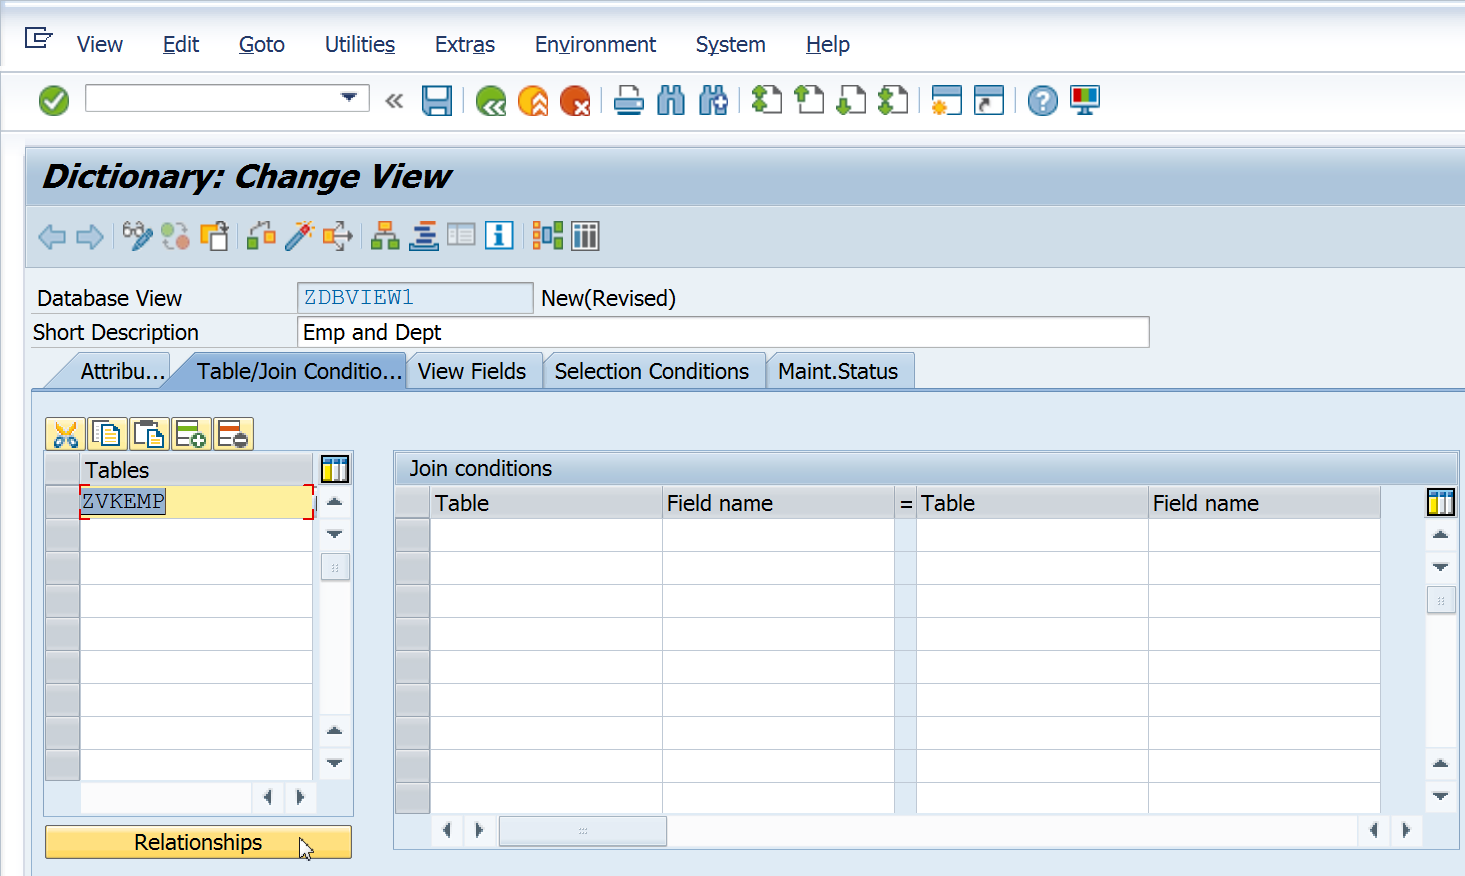 View Edit Goto Utilities Extras Environment System Help
Dictionary: Change View
Database View ZDBVIEW1 New(Revised)
Short Description Emp and Dept
Attribu... Table/Join Conditio... View Fields Selection Conditions Maint.Status
Tables
ZVKEMP
Join conditions
Table Field name = Table Field name
Relationships